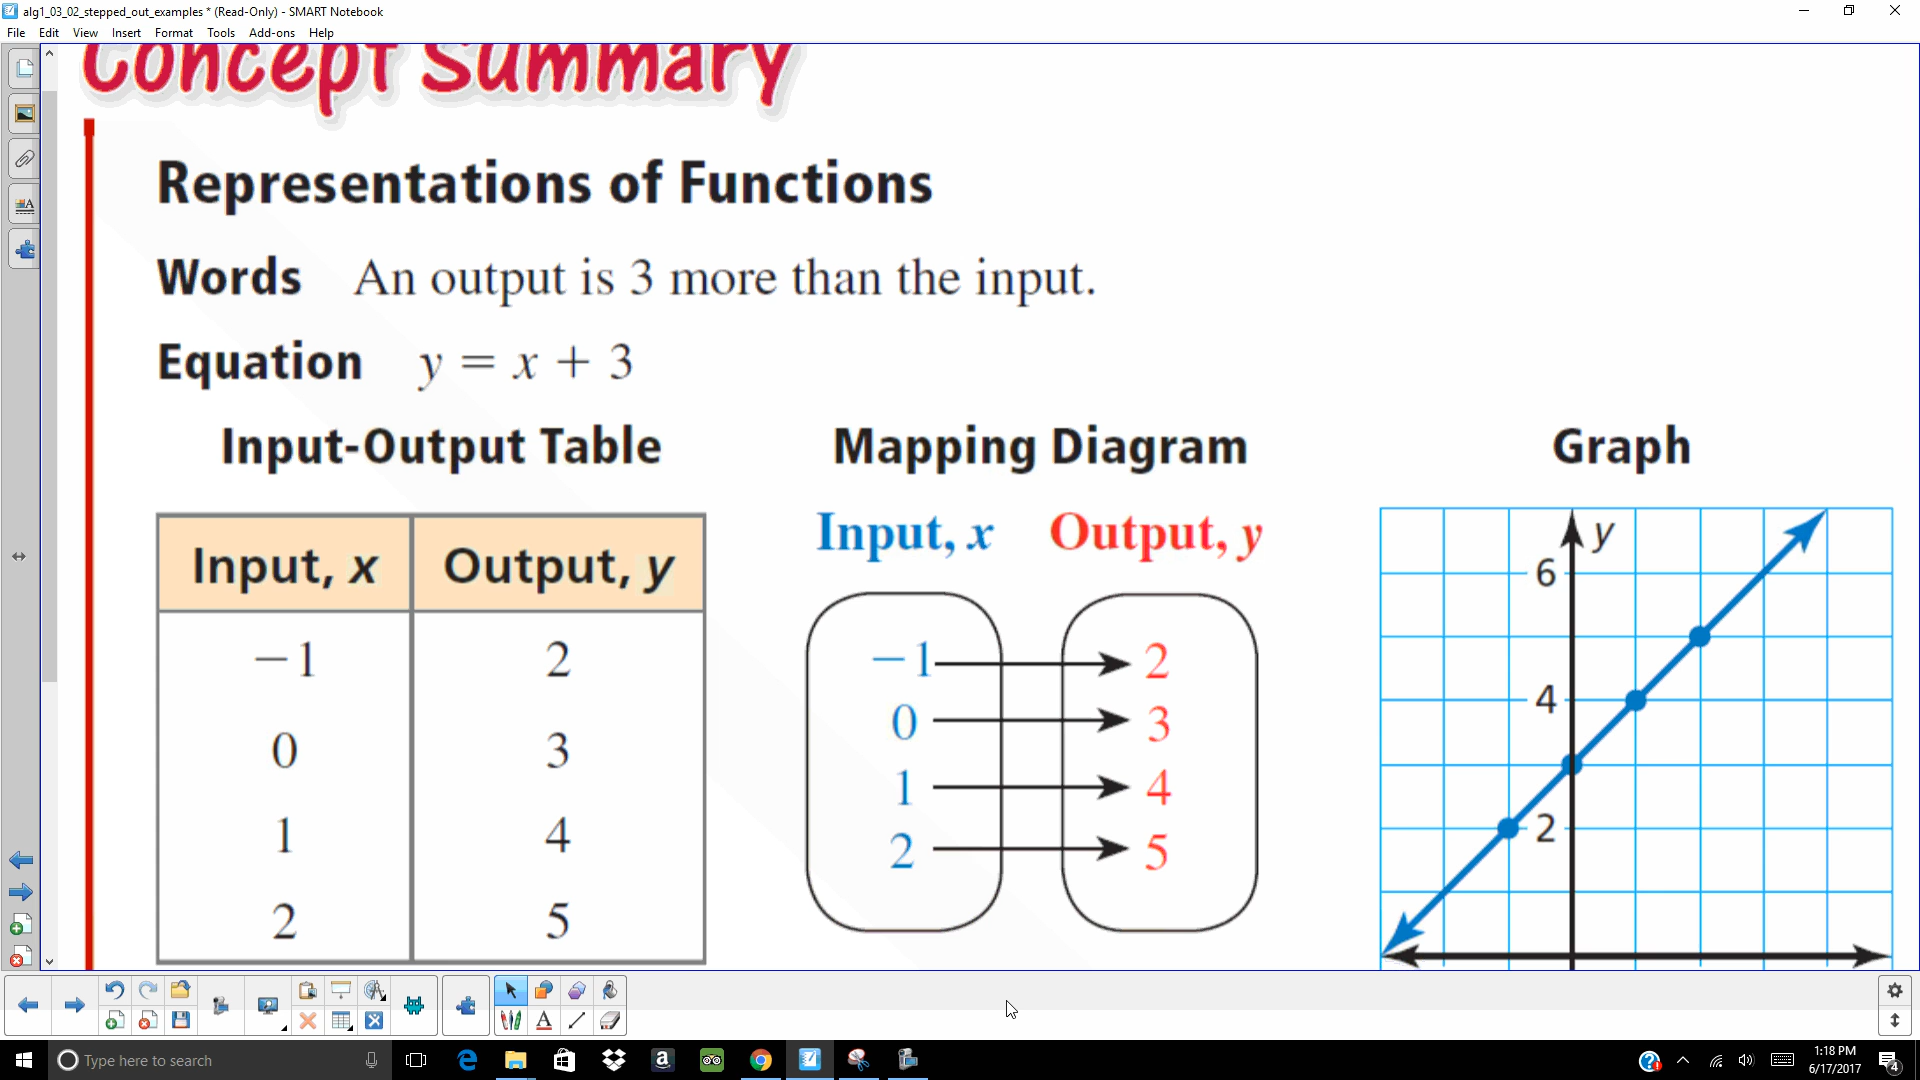 alg1_03_02_stepped_out_examples * (Read-Only) - SMART Notebook
File Edit View Insert Format Tools Add-ons Help
Concept Summary
Representations of Functions
Words An output is 3 more than the input.
Equation y = x + 3
Input-Output Table
Input, x Output, y
−1 2
0 3
1 4
2 5
Mapping Diagram
Input, x Output, y
−1 2
0 3
1 4
2 5
Graph
y
6
4
2
Type here to search
1:18 PM
6/17/2017
4